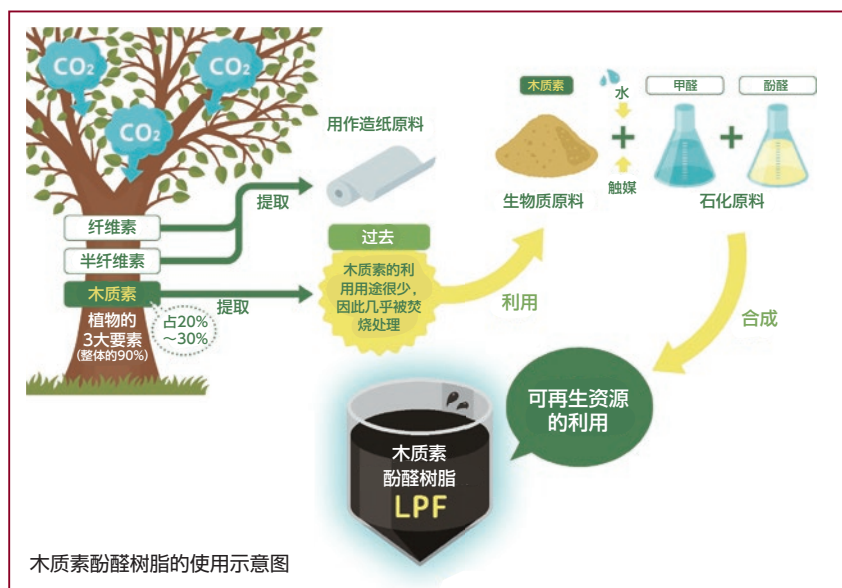 CO2
CO2
CO2
纤维素
半纤维素
木质素
植物的
3大要素
(整体的90%)
占20%
～30%
提取
提取
用作造纸原料
过去
木质素的利
用用途很少，
因此几乎被焚
烧处理
利用
木质素
水
甲醛
酚醛
触媒
生物质原料
石化原料
合成
可再生资源
的利用
木质素
酚醛树脂
LPF
木质素酚醛树脂的使用示意图